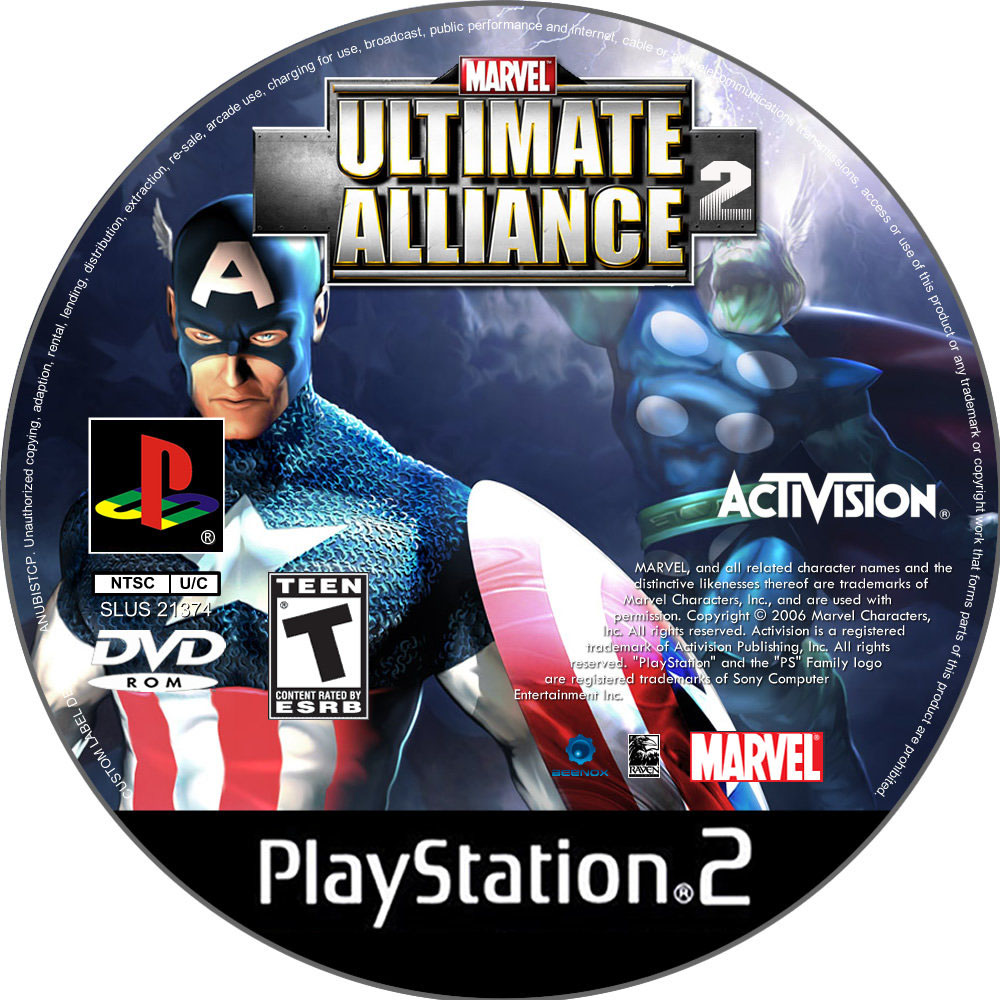 CUSTOM LABEL ANUBISTCP. Unauthorized copying, adaption, rental, lending, distribution, extraction, re-sale, arcade use, charging for use, broadcast, public performance and Internet, cable or telecommunications transmissions, access or use of this product or any trademark or copyright work that forms parts of this product are prohibited.
MARVEL
ULTIMATE
ALLIANCE
2
ACTIVISION®
®
NTSC U/C
SLUS 21374
DVD
ROM
TEEN
®
T
CONTENT RATED BY
ESRB
MARVEL, and all related character names and the
distinctive likenesses thereof are trademarks of
Marvel Characters, Inc., and are used with
permission. Copyright © 2006 Marvel Characters,
Inc. All rights reserved. Activision is a registered
trademark of Activision Publishing, Inc. All rights
reserved. "PlayStation" and the "PS" Family logo
are registered trademarks of Sony Computer
Entertainment Inc.
BEENOX
RAVEN
MARVEL®
PlayStation®2
A